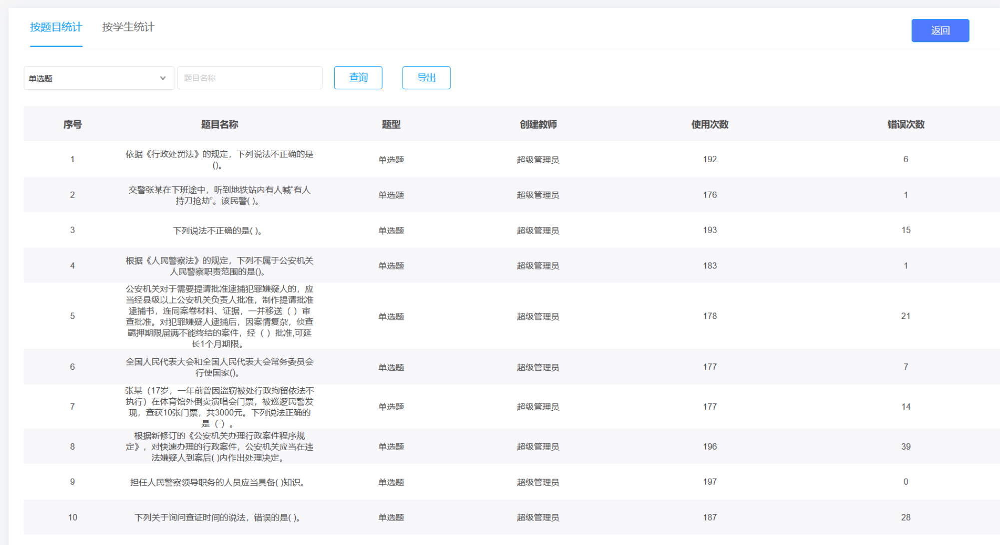 按题目统计 按学生统计 返回
单选题 题目名称 查询 导出
序号 题目名称 题型 创建教师 使用次数 错误次数
1 依据《行政处罚法》的规定，下列说法不正确的是 单选题 超级管理员 192 6
()。
2 交警张某在下班途中，听到地铁站内有人喊“有人 单选题 超级管理员 176 1
持刀抢劫”。该民警( )。
3 下列说法不正确的是( )。 单选题 超级管理员 193 15
4 根据《人民警察法》的规定，下列不属于公安机关 单选题 超级管理员 183 1
人民警察职责范围的是()。
公安机关对于需要提请批准逮捕犯罪嫌疑人的，应
当经县级以上公安机关负责人批准，制作提请批准
逮捕书，连同案卷材料、证据，一并移送（ ）审
5 查批准。对犯罪嫌疑人逮捕后，因案情复杂，侦查 单选题 超级管理员 178 21
羁押期限届满不能终结的案件，经（ ）批准,可延
长1个月期限。
6 全国人民代表大会和全国人民代表大会常务委员会 单选题 超级管理员 177 7
行使国家()。
张某（17岁，一年前曾因盗窃被处行政拘留依法不
执行）在体育馆外倒卖演唱会门票，被巡逻民警发
7 现，查获10张门票，共3000元。下列说法正确的 单选题 超级管理员 177 14
是（ ）。
根据新修订的《公安机关办理行政案件程序规
8 定》，对快速办理的行政案件，公安机关应当在违 单选题 超级管理员 196 39
法嫌疑人到案后( )内作出处理决定。
9 担任人民警察领导职务的人员应当具备( )知识。 单选题 超级管理员 197 0
10 下列关于询问查证时间的说法，错误的是( )。 单选题 超级管理员 187 28